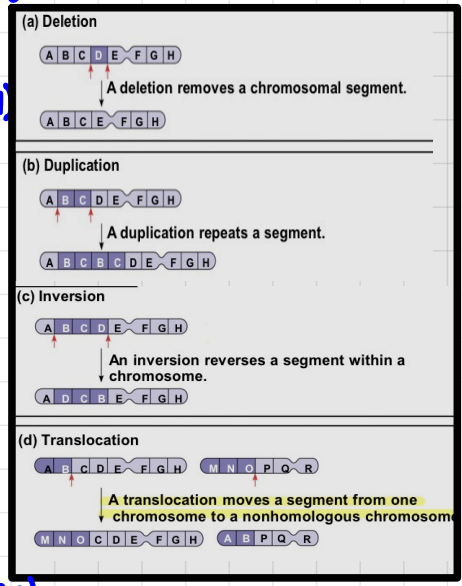 (a) Deletion
A B C D E F G H
A deletion removes a chromosomal segment.
A B C E F G H
(b) Duplication
A B C D E F G H
A duplication repeats a segment.
A B C B C D E F G H
(c) Inversion
A B C D E F G H
An inversion reverses a segment within a
chromosome.
A D C B E F G H
(d) Translocation
A B C D E F G H M N O P Q R
A translocation moves a segment from one
chromosome to a nonhomologous chromosome
M N O C D E F G H A B P Q R